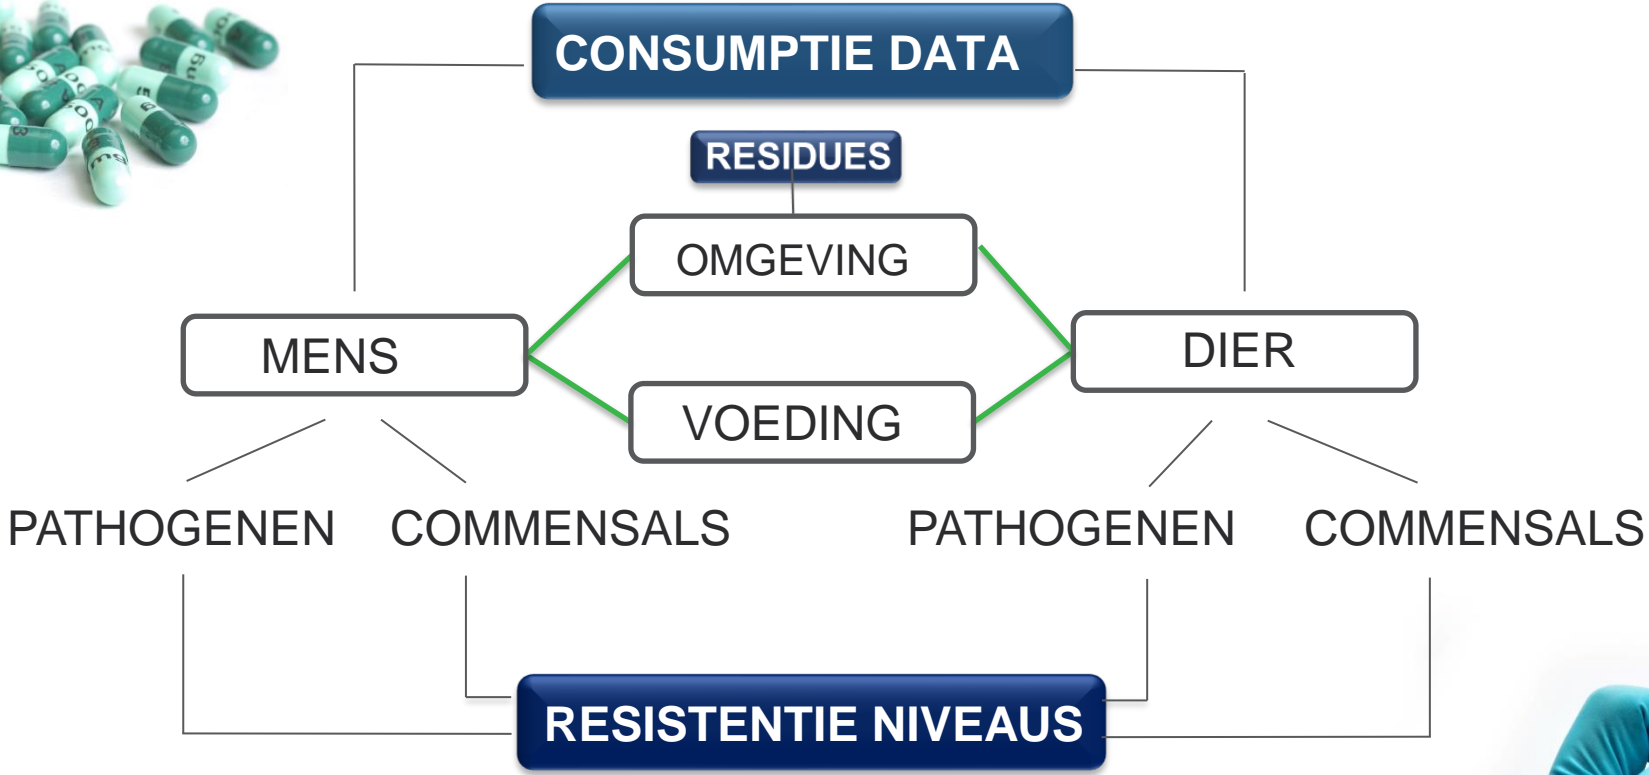 CONSUMPTIE DATA
RESIDUES
OMGEVING
MENS
DIER
VOEDING
PATHOGENEN
COMMENSALS
PATHOGENEN
COMMENSALS
RESISTENTIE NIVEAUS